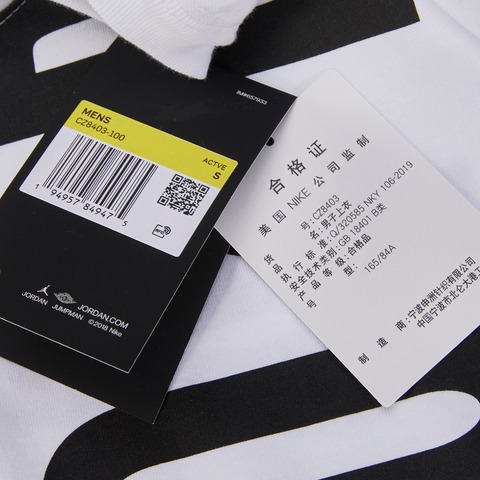 IM#657933
MENS
CZ8403-100
ACTVE
S
1 94957 84947 5
JORDAN
JUMPMAN
JORDAN.COM
©2018 Nike
合格证
美国 NIKE 公司监制
货号: CZ8403
品名: 男子上衣
执行标准: Q/320585 NKY 106-2019
安全技术类别: GB 18401 B类
产品等级: 合格品
号型: 165/84A
制造商: 宁波申洲针织有限公司
中国宁波市北仑大港工